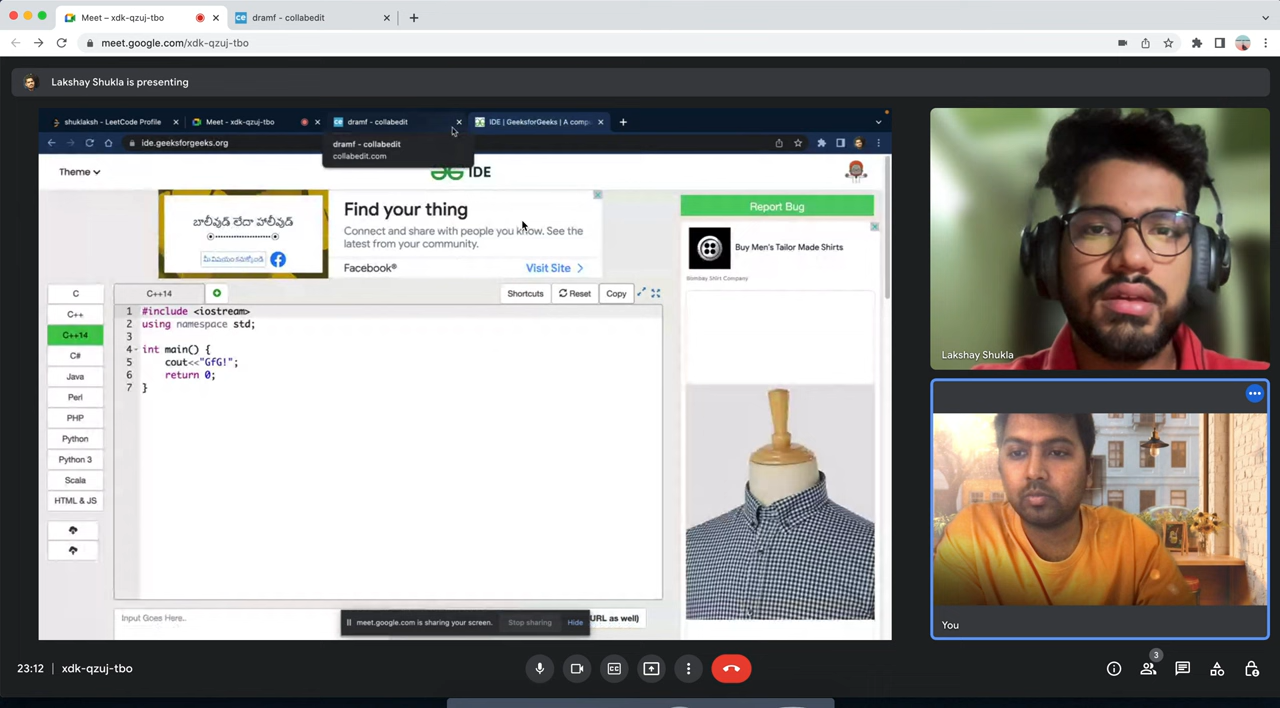 Meet – xdk-qzuj-tbo
dramf - collabedit
meet.google.com/xdk-qzuj-tbo
Lakshay Shukla is presenting
shuklaksh - LeetCode Profile
Meet - xdk-qzuj-tbo
dramf - collabedit
IDE | GeeksforGeeks | A comp
ide.geeksforgeeks.org
dramf - collabedit
collabedit.com
Theme
IDE
బాలీవుడ్ లేదా హాలీవుడ్
Find your thing
Connect and share with people you know. See the
latest from your community.
Facebook®
Visit Site
Report Bug
Buy Men's Tailor Made Shirts
Bombay Shirt Company
C
C++
C++14
C#
Java
Perl
PHP
Python
Python 3
Scala
HTML & JS
C++14
Shortcuts
Reset
Copy
1 #include <iostream>
2 using namespace std;
3
4 int main() {
5 cout<<"GfG!";
6 return 0;
7 }
Input Goes Here..
URL as well)
meet.google.com is sharing your screen.
Stop sharing
Hide
Lakshay Shukla
You
23:12
xdk-qzuj-tbo
3